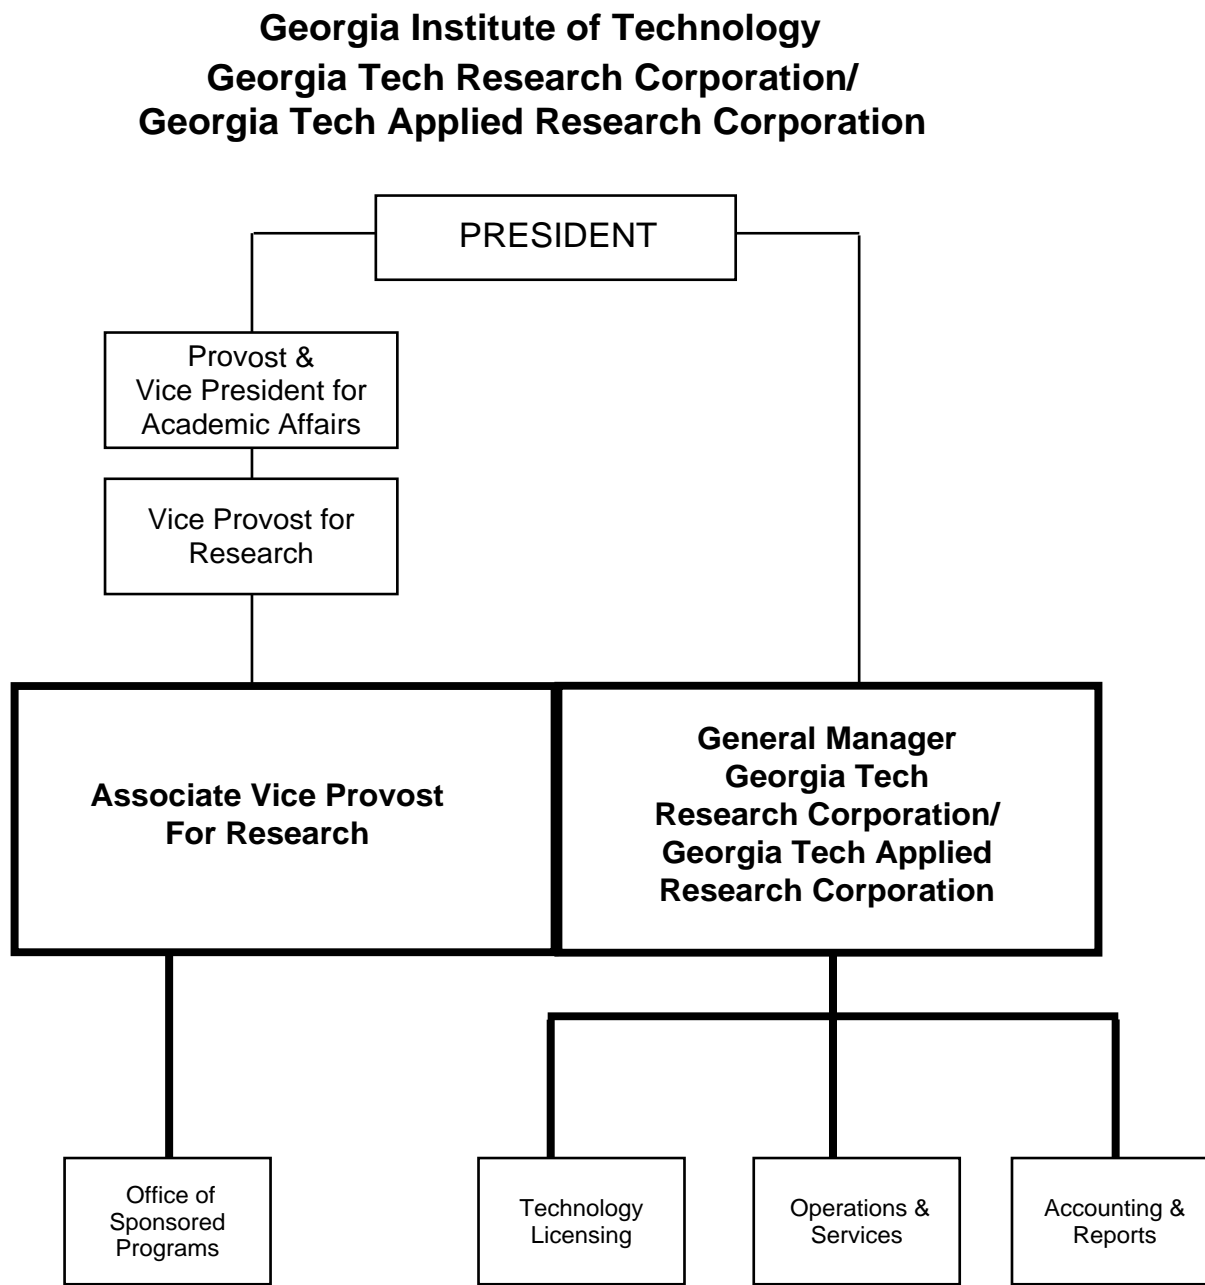 Georgia Institute of Technology
Georgia Tech Research Corporation/
Georgia Tech Applied Research Corporation
PRESIDENT
Provost &
Vice President for
Academic Affairs
Vice Provost for
Research
Associate Vice Provost
For Research
General Manager
Georgia Tech
Research Corporation/
Georgia Tech Applied
Research Corporation
Office of
Sponsored
Programs
Technology
Licensing
Operations &
Services
Accounting &
Reports